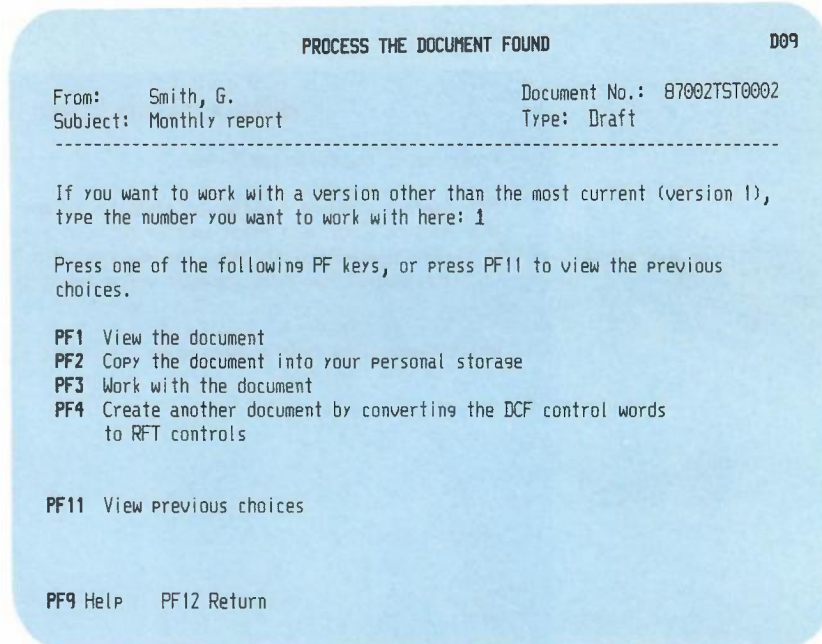 PROCESS THE DOCUMENT FOUND D09
From: Smith, G. Document No.: 87002TST0002
Subject: Monthly report Type: Draft
--------------------------------------------------------------------------
If you want to work with a version other than the most current (version 1),
type the number you want to work with here: 1
Press one of the following PF keys, or press PF11 to view the previous
choices.
PF1 View the document
PF2 Copy the document into your personal storage
PF3 Work with the document
PF4 Create another document by converting the DCF control words
to RFT controls
PF11 View previous choices
PF9 Help PF12 Return